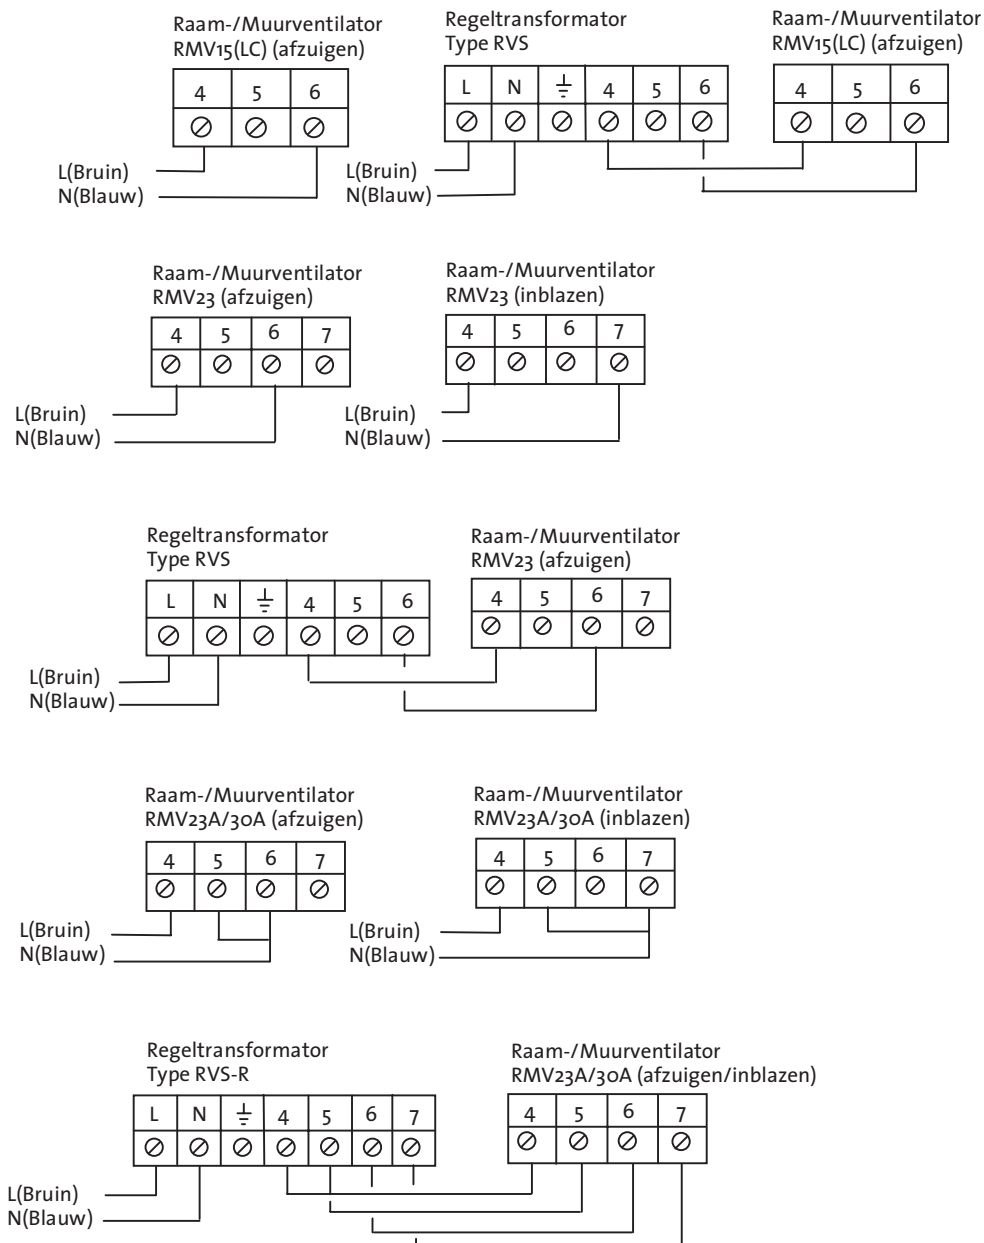 Raam-/Muurventilator
RMV15(LC) (afzuigen)
4 5 6
L(Bruin)
N(Blauw)
Regeltransformator
Type RVS
L N 4 5 6
L(Bruin)
N(Blauw)
Raam-/Muurventilator
RMV15(LC) (afzuigen)
4 5 6
Raam-/Muurventilator
RMV23 (afzuigen)
4 5 6 7
L(Bruin)
N(Blauw)
Raam-/Muurventilator
RMV23 (inblazen)
4 5 6 7
L(Bruin)
N(Blauw)
Regeltransformator
Type RVS
L N 4 5 6
L(Bruin)
N(Blauw)
Raam-/Muurventilator
RMV23 (afzuigen)
4 5 6 7
Raam-/Muurventilator
RMV23A/30A (afzuigen)
4 5 6 7
L(Bruin)
N(Blauw)
Raam-/Muurventilator
RMV23A/30A (inblazen)
4 5 6 7
L(Bruin)
N(Blauw)
Regeltransformator
Type RVS-R
L N 4 5 6 7
L(Bruin)
N(Blauw)
Raam-/Muurventilator
RMV23A/30A (afzuigen/inblazen)
4 5 6 7